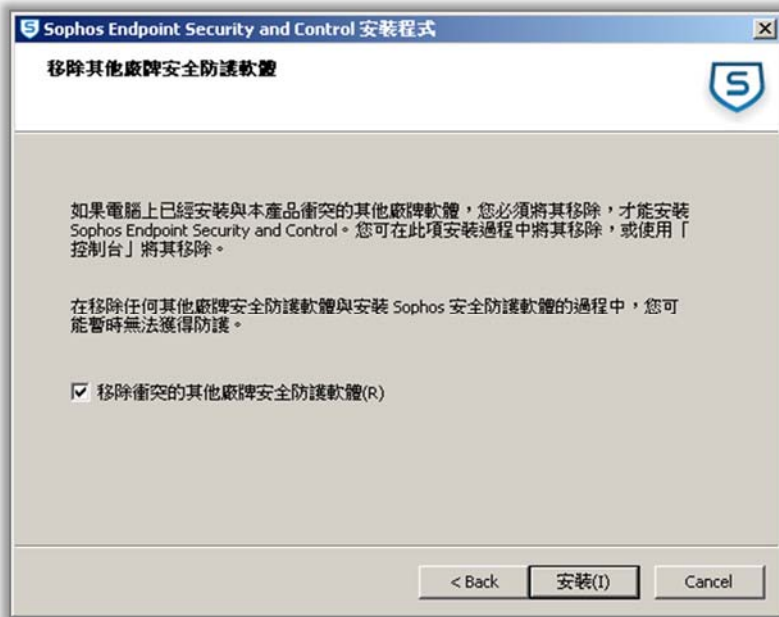 Sophos Endpoint Security and Control 安裝程式
移除其他廠牌安全防護軟體
S
如果電腦上已經安裝與本產品衝突的其他廠牌軟體，您必須將其移除，才能安裝
Sophos Endpoint Security and Control。您可在此項安裝過程中將其移除，或使用「
控制台」將其移除。
在移除任何其他廠牌安全防護軟體與安裝 Sophos 安全防護軟體的過程中，您可
能暫時無法獲得防護。
移除衝突的其他廠牌安全防護軟體(R)
< Back 安裝(I) Cancel